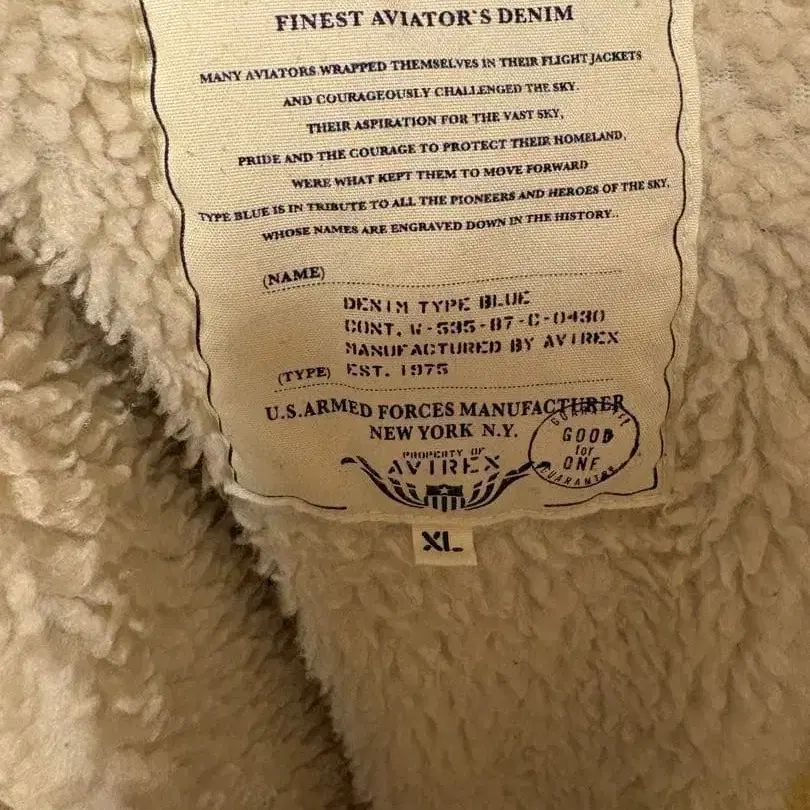 FINEST AVIATOR'S DENIM
MANY AVIATORS WRAPPED THEMSELVES IN THEIR FLIGHT JACKETS
AND COURAGEOUSLY CHALLENGED THE SKY.
THEIR ASPIRATION FOR THE VAST SKY,
PRIDE AND THE COURAGE TO PROTECT THEIR HOMELAND,
WERE WHAT KEPT THEM TO MOVE FORWARD
TYPE BLUE IS IN TRIBUTE TO ALL THE PIONEERS AND HEROES OF THE SKY,
WHOSE NAMES ARE ENGRAVED DOWN IN THE HISTORY..
(NAME)
DENIM TYPE BLUE
CONT. W-535-07-C-0430
MANUFACTURED BY AVIREX
(TYPE) EST. 1975
U.S.ARMED FORCES MANUFACTURER
NEW YORK N.Y.
GOOD
for
ONE
PROPERTY OF
AVIREX
XL